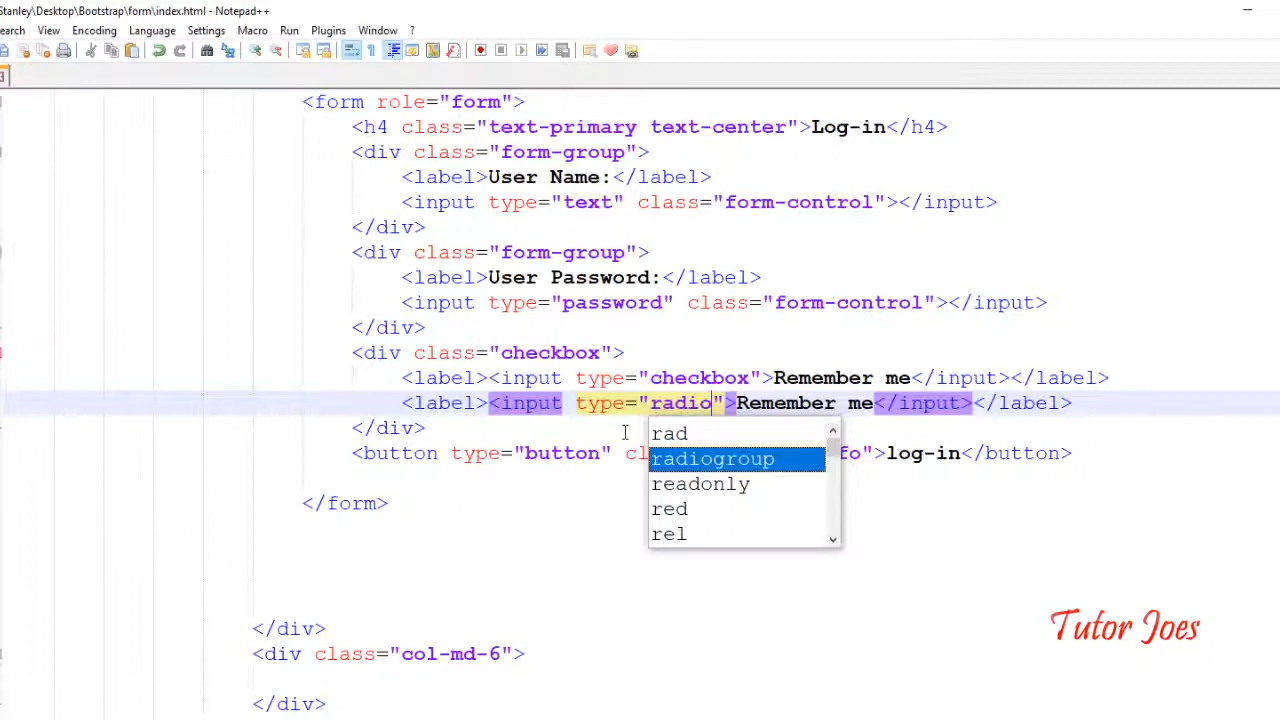 Stanley\Desktop\Bootstrap\form\index.html - Notepad++
earch View Encoding Language Settings Macro Run Plugins Window ?
<form role="form">
<h4 class="text-primary text-center">Log-in</h4>
<div class="form-group">
<label>User Name:</label>
<input type="text" class="form-control"></input>
</div>
<div class="form-group">
<label>User Password:</label>
<input type="password" class="form-control"></input>
</div>
<div class="checkbox">
<label><input type="checkbox">Remember me</input></label>
<label><input type="radio">Remember me</input></label>
</div>
rad
<button type="button" cl fo">log-in</button>
radiogroup
readonly
</form>
red
rel
</div>
Tutor Joes
<div class="col-md-6">
</div>